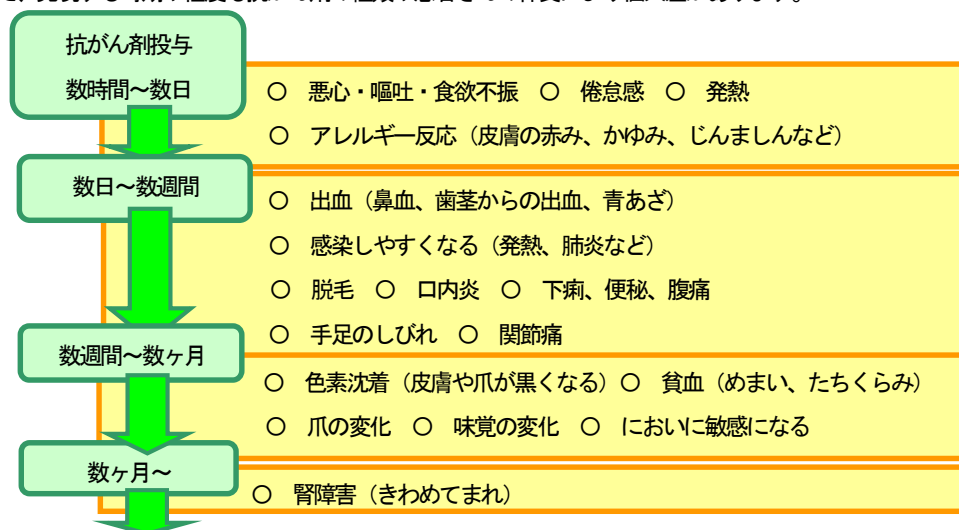 抗がん剤投与
数時間～数日
○ 悪心・嘔吐・食欲不振 ○ 倦怠感 ○ 発熱
○ アレルギー反応（皮膚の赤み、かゆみ、じんましんなど）
数日～数週間
○ 出血（鼻血、歯茎からの出血、青あざ）
○ 感染しやすくなる（発熱、肺炎など）
○ 脱毛 ○ 口内炎 ○ 下痢、便秘、腹痛
○ 手足のしびれ ○ 関節痛
数週間～数ヶ月
○ 色素沈着（皮膚や爪が黒くなる）○ 貧血（めまい、たちくらみ）
○ 爪の変化 ○ 味覚の変化 ○ においに敏感になる
数ヶ月～
○ 腎障害（きわめてまれ）